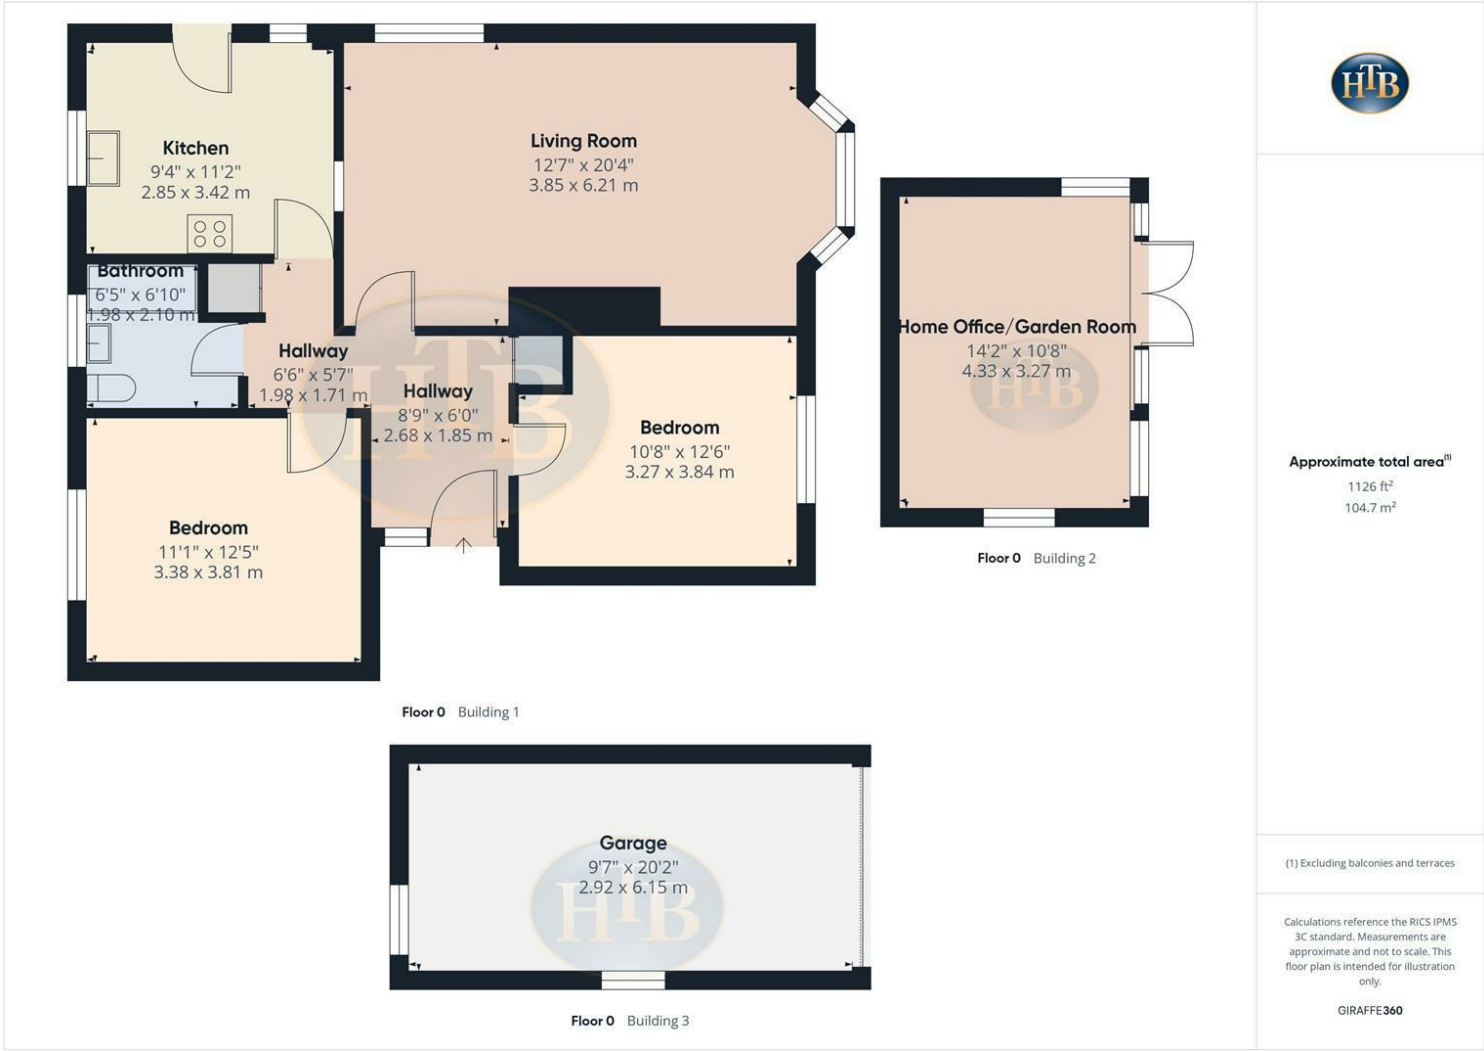 Kitchen
9'4" x 11'2"
2.85 x 3.42 m
Living Room
12'7" x 20'4"
3.85 x 6.21 m
Bathroom
6'5" x 6'10"
1.98 x 2.10 m
Hallway
6'6" x 5'7"
1.98 x 1.71 m
Hallway
8'9" x 6'0"
2.68 x 1.85 m
Bedroom
10'8" x 12'6"
3.27 x 3.84 m
Bedroom
11'1" x 12'5"
3.38 x 3.81 m
HTB
Floor 0 Building 1
Home Office/Garden Room
14'2" x 10'8"
4.33 x 3.27 m
HTB
Floor 0 Building 2
Garage
9'7" x 20'2"
2.92 x 6.15 m
HTB
Floor 0 Building 3
HTB
Approximate total area(1)
1126 ft²
104.7 m²
(1) Excluding balconies and terraces
Calculations reference the RICS IPMS
3C standard. Measurements are
approximate and not to scale. This
floor plan is intended for illustration
only.
GIRAFFE360